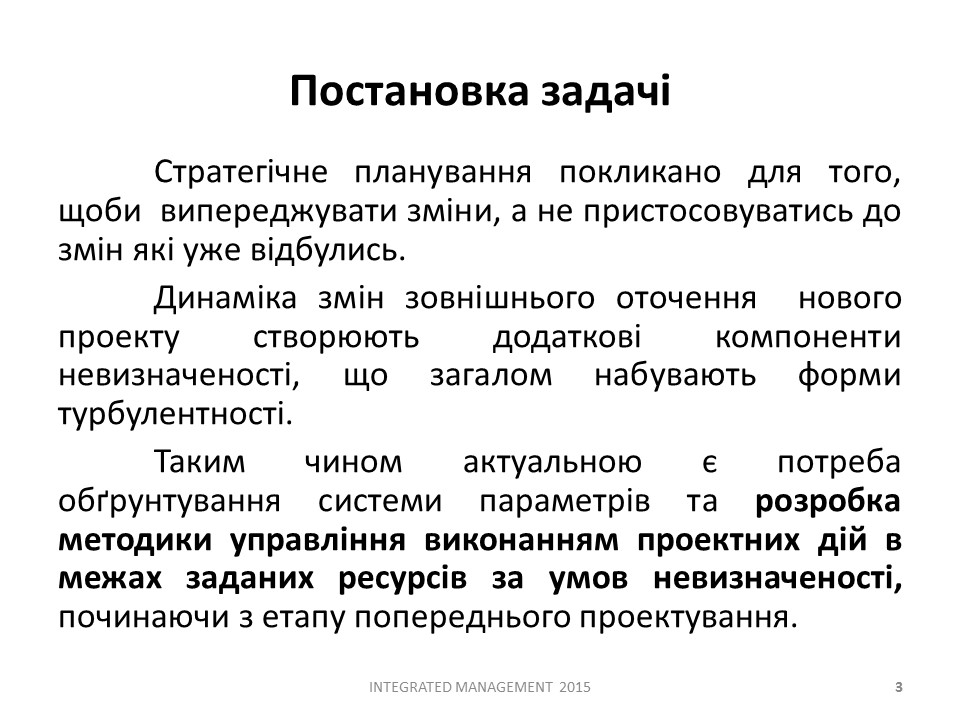 Постановка задачі
Стратегічне планування покликано для того,
щоби випереджувати зміни, а не пристосовуватись до
змін які уже відбулись.
Динаміка змін зовнішнього оточення нового
проекту створюють додаткові компоненти
невизначеності, що загалом набувають форми
турбулентності.
Таким чином актуальною є потреба
обґрунтування системи параметрів та розробка
методики управління виконанням проектних дій в
межах заданих ресурсів за умов невизначеності,
починаючи з етапу попереднього проектування.
INTEGRATED MANAGEMENT 2015
3